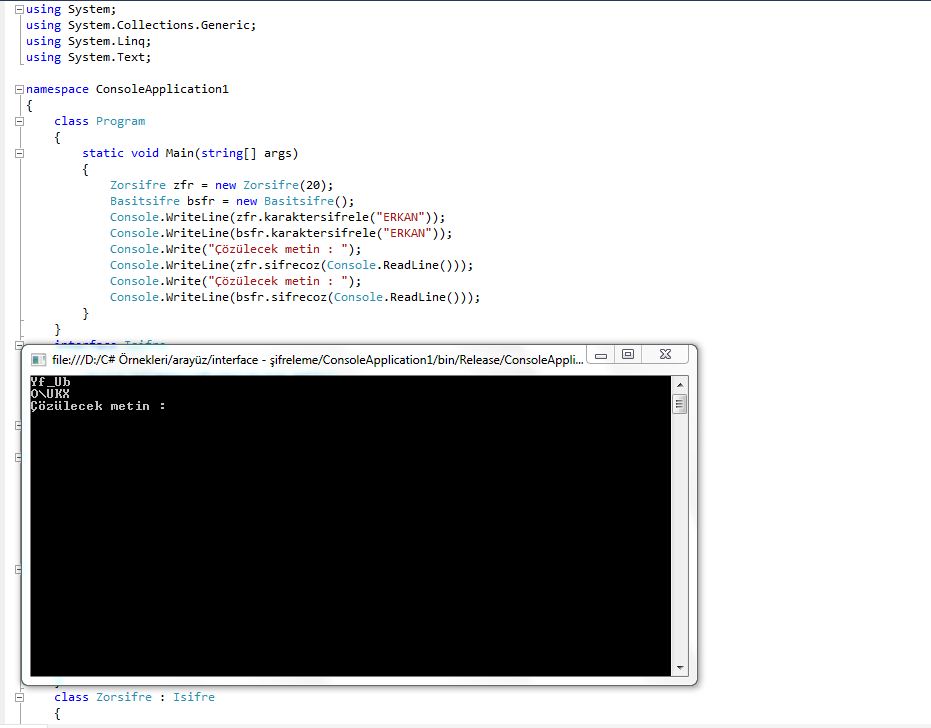 using System;
using System.Collections.Generic;
using System.Linq;
using System.Text;
namespace ConsoleApplication1
{
class Program
{
static void Main(string[] args)
{
Zorsifre zfr = new Zorsifre(20);
Basitsifre bsfr = new Basitsifre();
Console.WriteLine(zfr.karaktersifrele("ERKAN"));
Console.WriteLine(bsfr.karaktersifrele("ERKAN"));
Console.Write("Çözülecek metin : ");
Console.WriteLine(zfr.sifrecoz(Console.ReadLine()));
Console.Write("Çözülecek metin : ");
Console.WriteLine(bsfr.sifrecoz(Console.ReadLine()));
}
}
interface Isifre
file:///D:/C# Örnekleri/arayüz/interface - şifreleme/ConsoleApplication1/bin/Release/ConsoleAppli...
Yf_Ub
O\UKX
Çözülecek metin :
class Zorsifre : Isifre
{